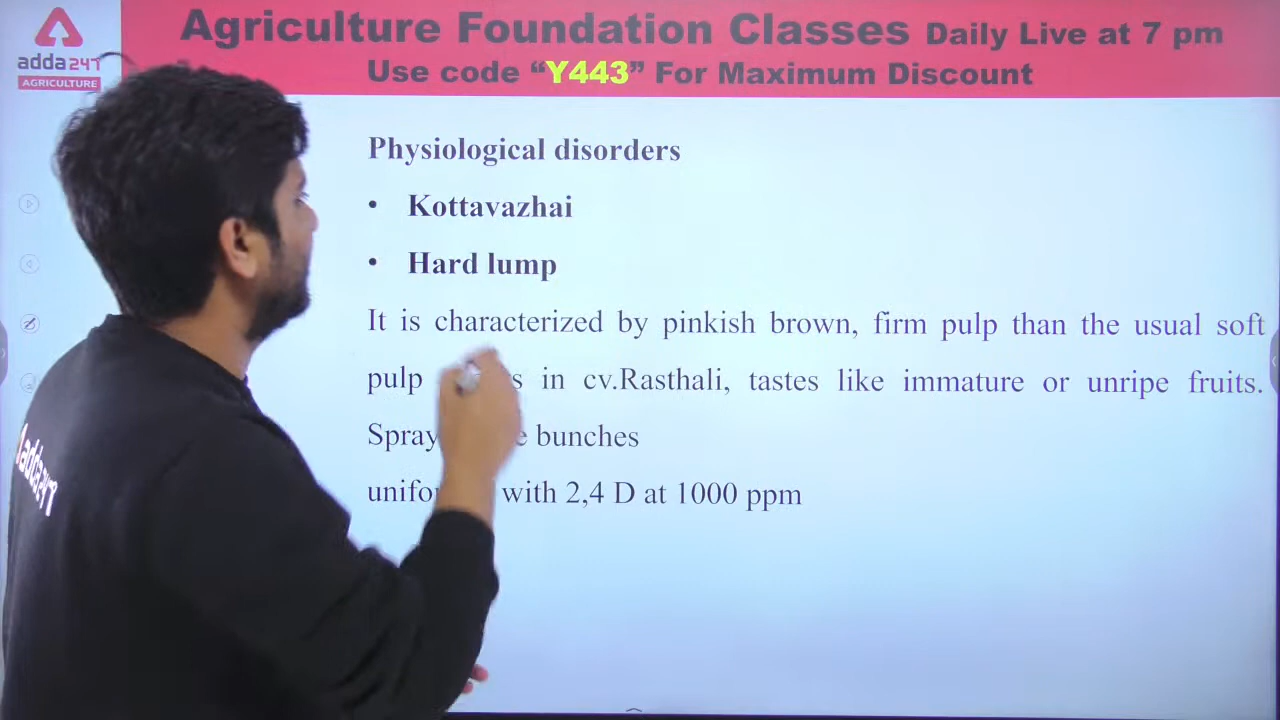 Agriculture Foundation Classes Daily Live at 7 pm
Use code “Y443” For Maximum Discount
adda247
AGRICULTURE
Physiological disorders
• Kottavazhai
• Hard lump
It is characterized by pinkish brown, firm pulp than the usual soft
pulp in cv.Rasthali, tastes like immature or unripe fruits.
Spray bunches
with 2,4 D at 1000 ppm
adda247